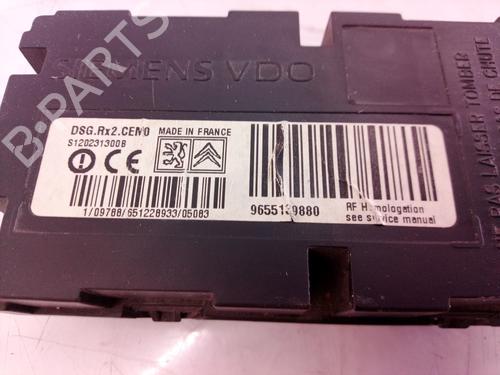 B-PARTS
SIEMENS VDO
DSG.Rx2.CEM0 MADE IN FRANCE
S120231300B
CE
1/09788/651228933/05083
9655139880
RF Homologation
see service manual
PAS LAISSER TOMBER
DE CHUTE